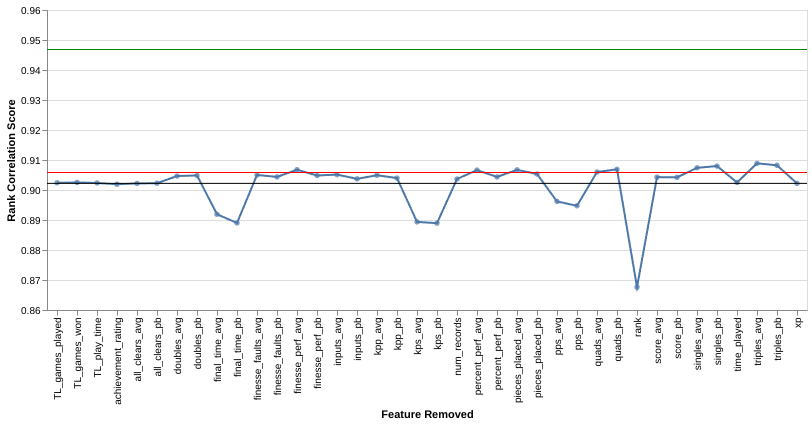 Rank Correlation Score
0.96
0.95
0.94
0.93
0.92
0.91
0.90
0.89
0.88
0.87
0.86
TL_games_played
TL_games_won
TL_play_time
achievement_rating
all_clears_avg
all_clears_pb
doubles_avg
doubles_pb
final_time_avg
final_time_pb
finesse_faults_avg
finesse_faults_pb
finesse_perf_avg
finesse_perf_pb
inputs_avg
inputs_pb
kpp_avg
kpp_pb
kps_avg
kps_pb
num_records
percent_perf_avg
percent_perf_pb
pieces_placed_avg
pieces_placed_pb
pps_avg
pps_pb
quads_avg
quads_pb
rank
score_avg
score_pb
singles_avg
singles_pb
time_played
triples_avg
triples_pb
xp
Feature Removed